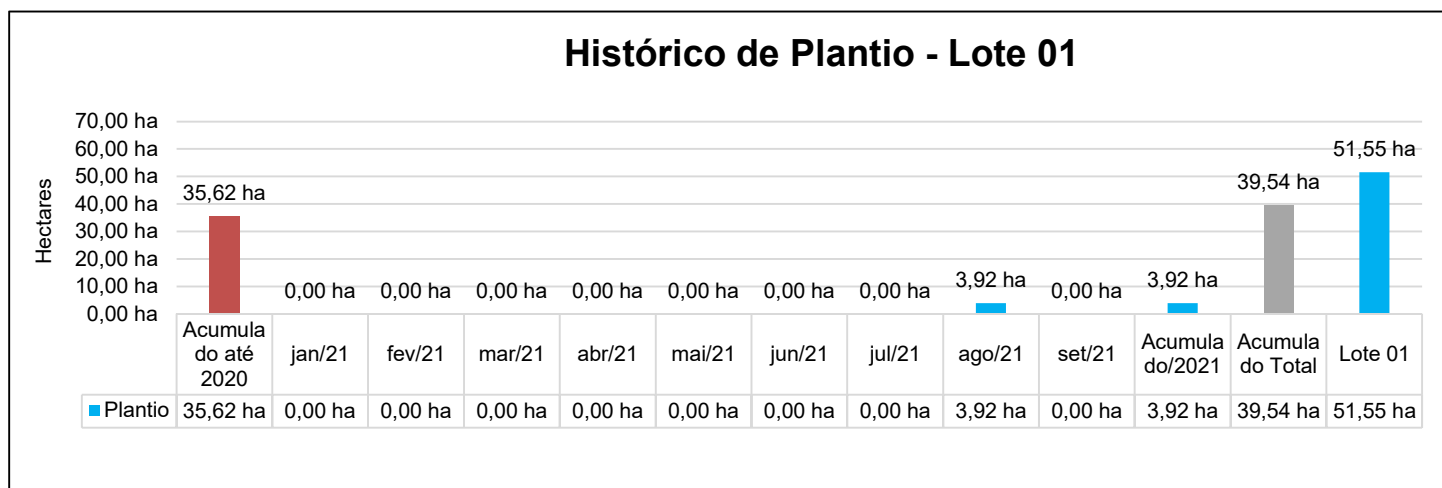 Histórico de Plantio - Lote 01
Hectares
70,00 ha
60,00 ha
50,00 ha
40,00 ha
30,00 ha
20,00 ha
10,00 ha
0,00 ha
35,62 ha
0,00 ha
0,00 ha
0,00 ha
0,00 ha
0,00 ha
0,00 ha
0,00 ha
3,92 ha
0,00 ha
3,92 ha
39,54 ha
51,55 ha
Acumula
do até
2020
jan/21
fev/21
mar/21
abr/21
mai/21
jun/21
jul/21
ago/21
set/21
Acumula
do/2021
Acumula
do Total
Lote 01
Plantio 35,62 ha 0,00 ha 0,00 ha 0,00 ha 0,00 ha 0,00 ha 0,00 ha 0,00 ha 3,92 ha 0,00 ha 3,92 ha 39,54 ha 51,55 ha